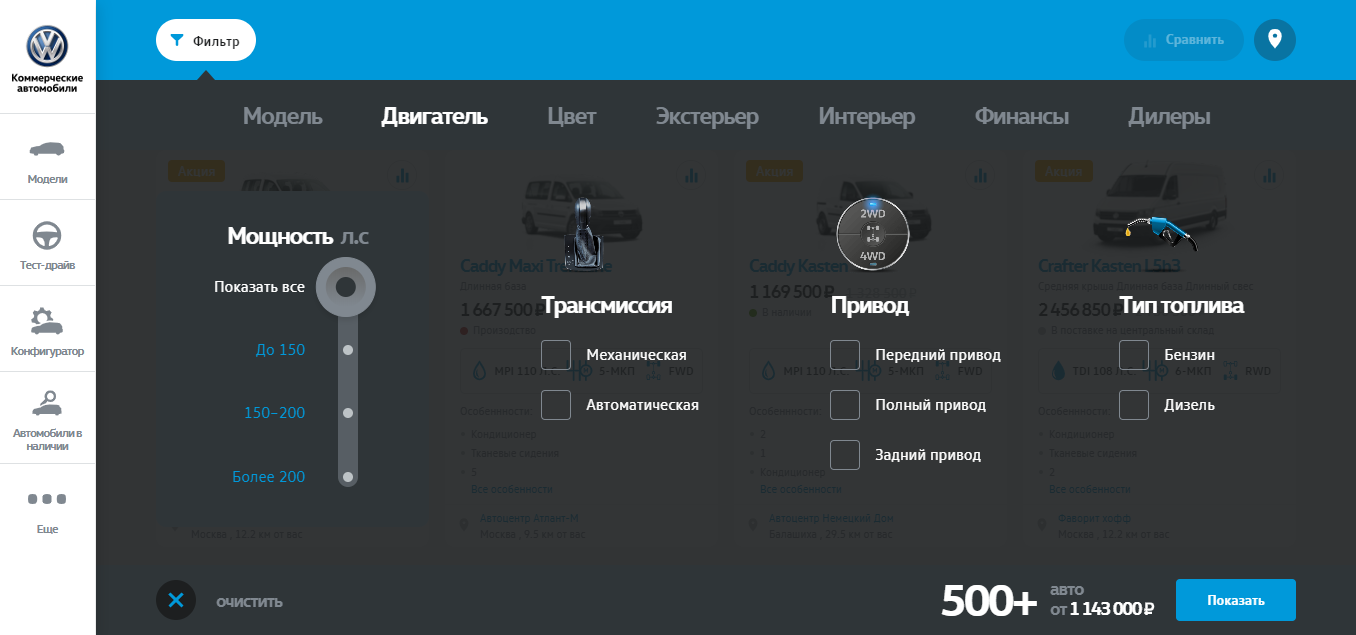 Коммерческие
автомобили
Модели
Тест-драйв
Конфигуратор
Автомобили в
наличии
Еще
Фильтр
Сравнить
Модель
Двигатель
Цвет
Экстерьер
Интерьер
Финансы
Дилеры
Акция
Акция
Акция
Мощность л.с
Показать все
До 150
150–200
Более 200
Москва , 12.2 км от вас
Caddy Maxi
Длинная база
1 667 500 ₽
Производство
Трансмиссия
Механическая
Автоматическая
MPI 110 Л.С.
5-МКП
FWD
Особенности:
Кондиционер
Тканевые сидения
5
Все особенности
Автоцентр Атлант-М
Москва , 9.5 км от вас
2WD
4WD
Caddy Kasten
1 169 500 ₽
В наличии
Привод
Передний привод
Полный привод
Задний привод
MPI 110 Л.С.
5-МКП
FWD
Особенности:
2
1
Кондиционер
Все особенности
Автоцентр Немецкий Дом
Балашиха , 29.5 км от вас
Crafter Kasten L5h3
Средняя крыша Длинная база Длинный свес
2 456 850 ₽
В поставке на центральный склад
Тип топлива
Бензин
Дизель
TDI 108 Л.С.
6-МКП
RWD
Особенности:
Кондиционер
Тканевые сидения
2
Все особенности
Фаворит хофф
Москва , 12.2 км от вас
очистить
500+
авто
от 1 143 000 ₽
Показать